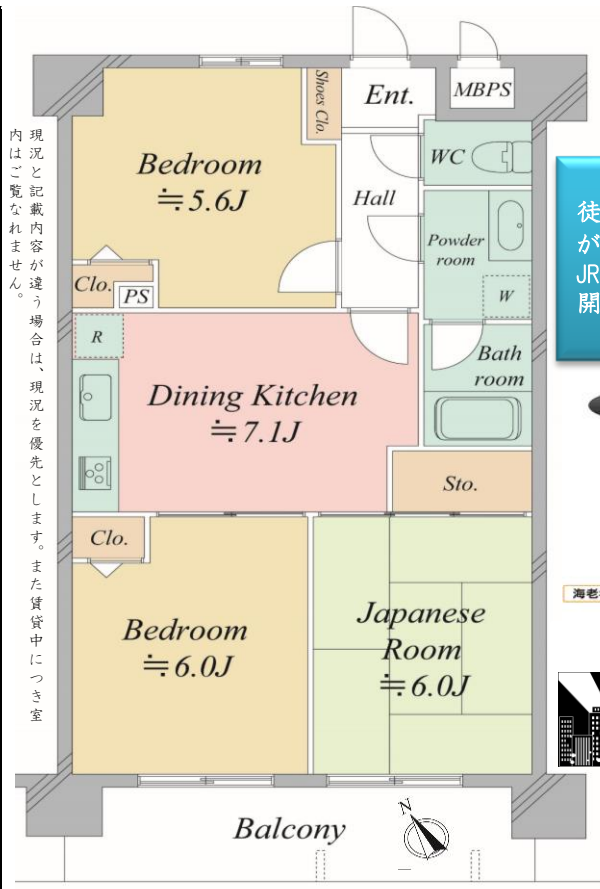 現況と記載内容が違う場合は、現況を優先とします。また賃貸中につき室
内はご覧なれません。
Ent.
MBPS
Shoes Clo.
Bedroom
≒5.6J
Hall
WC
Powder
room
W
Clo.
PS
R
Dining Kitchen
≒7.1J
Bath
room
Sto.
Clo.
Bedroom
≒6.0J
Japanese
Room
≒6.0J
Balcony
N
徒
が
JR
開
海老